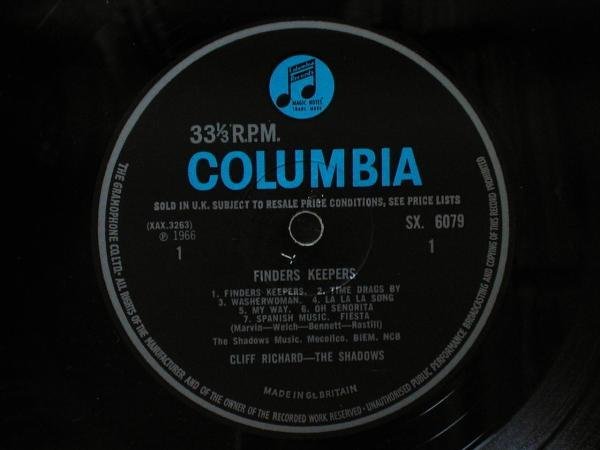 Columbia
Records
MAGIC NOTES
TRADE MARK
33⅓ R.P.M.
COLUMBIA
SOLD IN U.K. SUBJECT TO RESALE PRICE CONDITIONS, SEE PRICE LISTS
(XAX.3263)
SX. 6079
℗ 1966
1
1
FINDERS KEEPERS
1. FINDERS KEEPERS. 2. TIME DRAGS BY
3. WASHERWOMAN. 4. LA LA LA SONG
5. MY WAY. 6. OH SENORITA
7. SPANISH MUSIC. FIESTA
(Marvin—Welch—Bennett—Rostill)
The Shadows Music. Mecolico. BIEM. NCB
CLIFF RICHARD—THE SHADOWS
MADE IN GT. BRITAIN
THE GRAMOPHONE CO. LTD · ALL RIGHTS OF THE MANUFACTURER AND OF THE OWNER OF THE RECORDED WORK RESERVED · UNAUTHORISED PUBLIC PERFORMANCE BROADCASTING AND COPYING OF THIS RECORD PROHIBITED